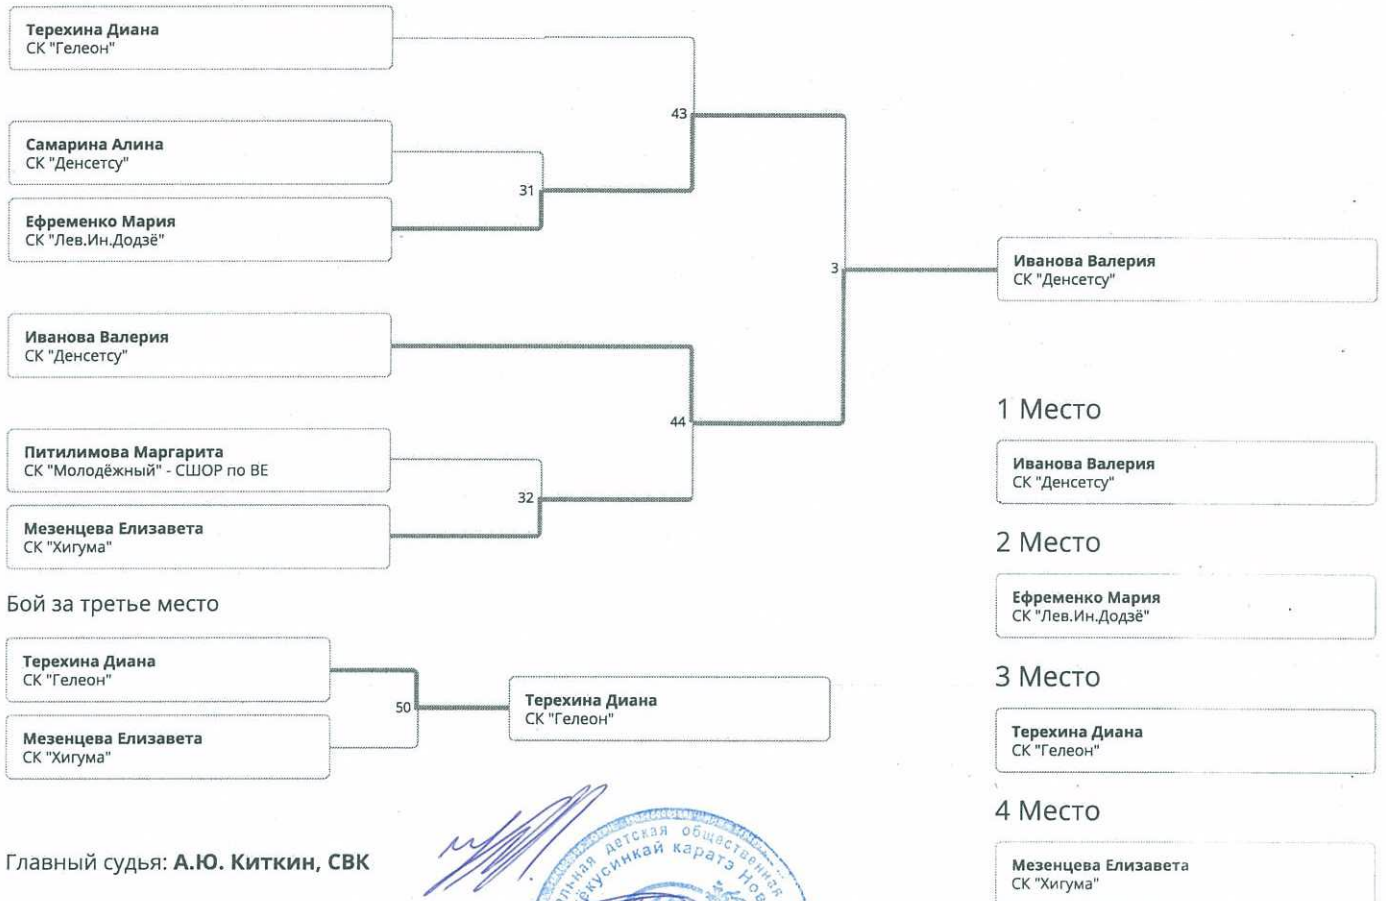 Терехина Диана
СК "Гелеон"
43
Самарина Алина
СК "Денсетсу"
31
Ефременко Мария
СК "Лев.Ин.Додзё"
3
Иванова Валерия
СК "Денсетсу"
Иванова Валерия
СК "Денсетсу"
44
Питилимова Маргарита
СК "Молодёжный" - СШОР по ВЕ
32
Мезенцева Елизавета
СК "Хигума"
Бой за третье место
Терехина Диана
СК "Гелеон"
50
Мезенцева Елизавета
СК "Хигума"
Терехина Диана
СК "Гелеон"
1 Место
Иванова Валерия
СК "Денсетсу"
2 Место
Ефременко Мария
СК "Лев.Ин.Додзё"
3 Место
Терехина Диана
СК "Гелеон"
4 Место
Мезенцева Елизавета
СК "Хигума"
Главный судья: А.Ю. Киткин, СВК
детская общественная
каратэ